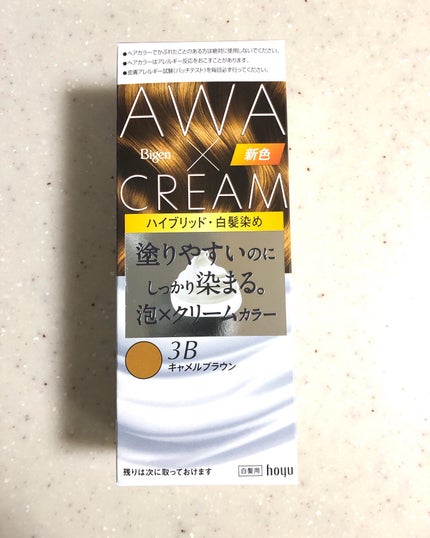 ●ヘアカラーでかぶれたことのある方は絶対に使用しないでください。
●ヘアカラーはアレルギー反応をおこすことがあります。
●皮膚アレルギー試験(パッチテスト)を毎回必ず行ってください。
AWA
Bigen × 新色
CREAM
ハイブリッド・白髪染め
塗りやすいのに
しっかり染まる。
泡×クリームカラー
3B
キャメルブラウン
残りは次に取っておけます 白髪用 hoyu